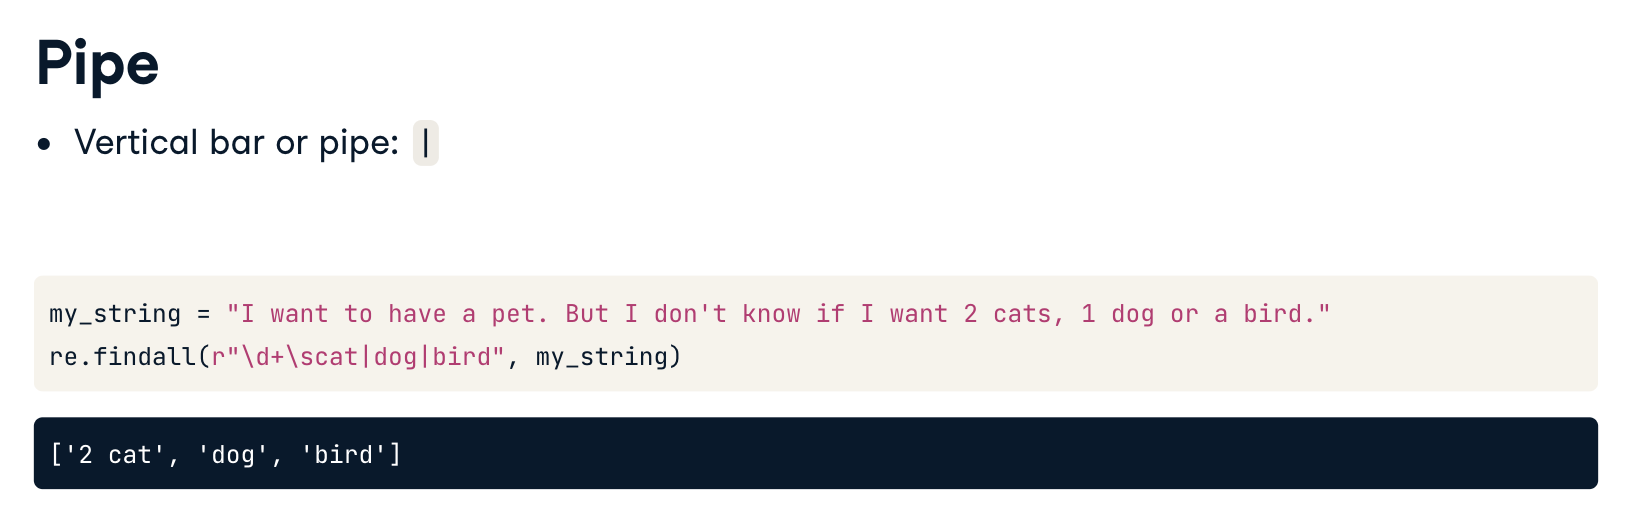 Pipe
• Vertical bar or pipe: |
my_string = "I want to have a pet. But I don't know if I want 2 cats, 1 dog or a bird."
re.findall(r"\d+\scat|dog|bird", my_string)
['2 cat', 'dog', 'bird']